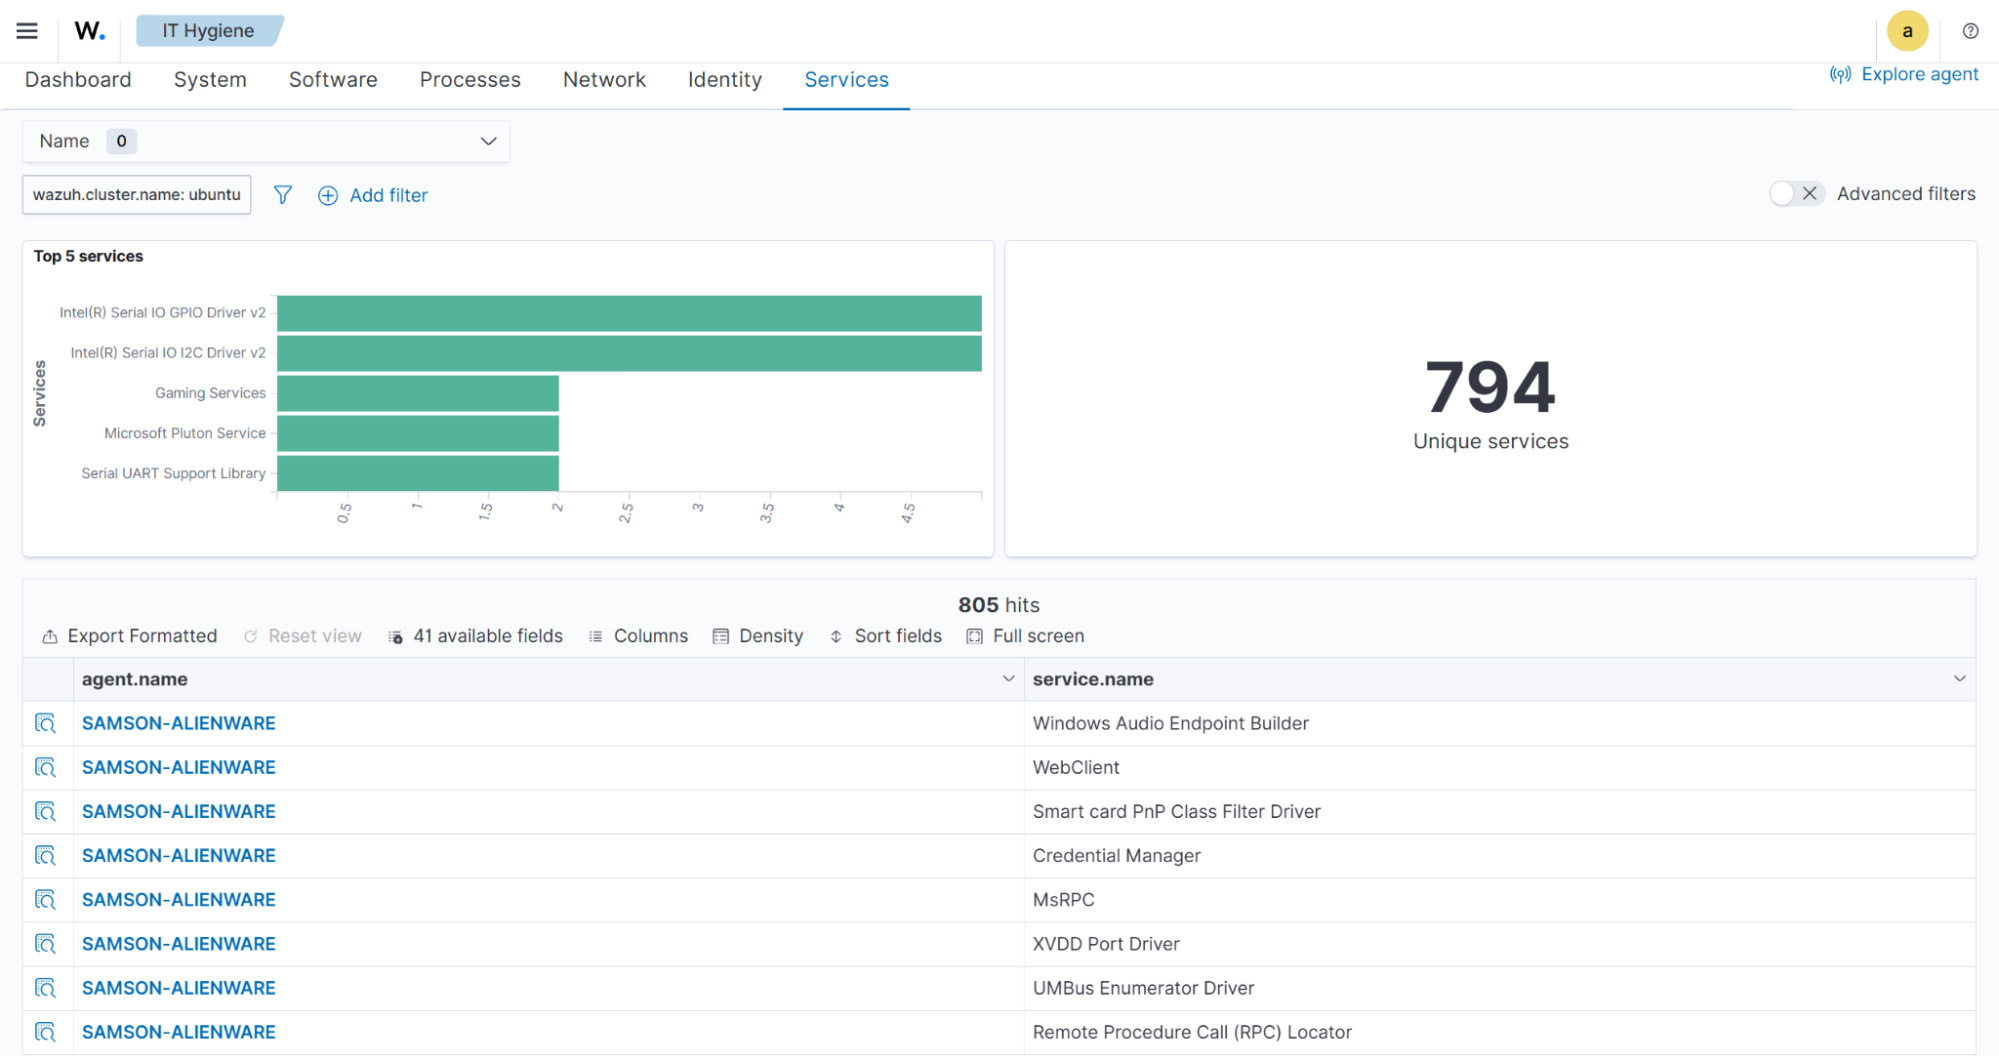 W. IT Hygiene a
Dashboard System Software Processes Network Identity Services Explore agent
Name 0
wazuh.cluster.name: ubuntu Add filter Advanced filters
Top 5 services
Services
Intel(R) Serial IO GPIO Driver v2
Intel(R) Serial IO I2C Driver v2
Gaming Services
Microsoft Pluton Service
Serial UART Support Library
0.5 1 1.5 2 2.5 3 3.5 4 4.5
794
Unique services
805 hits
Export Formatted Reset view 41 available fields Columns Density Sort fields Full screen
agent.name service.name
SAMSON-ALIENWARE Windows Audio Endpoint Builder
SAMSON-ALIENWARE WebClient
SAMSON-ALIENWARE Smart card PnP Class Filter Driver
SAMSON-ALIENWARE Credential Manager
SAMSON-ALIENWARE MsRPC
SAMSON-ALIENWARE XVDD Port Driver
SAMSON-ALIENWARE UMBus Enumerator Driver
SAMSON-ALIENWARE Remote Procedure Call (RPC) Locator